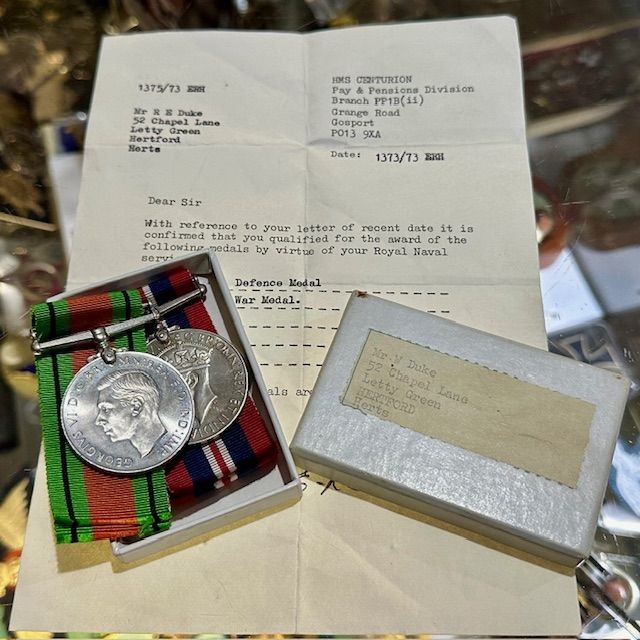 1375/73 ERH
Mr R E Duke
52 Chapel Lane
Letty Green
Hertford
Herts
HMS CENTURION
Pay & Pensions Division
Branch PF1B(ii)
Grange Road
Gosport
PO13 9XA
Date: 1373/73 ERH
Dear Sir
With reference to your letter of recent date it is
confirmed that you qualified for the award of the
following medals by virtue of your Royal Naval
Defence Medal
War Medal.
Mr W Duke
52 Chapel Lane
Letty Green
HERTFORD
Herts
GEORGIVS VI D